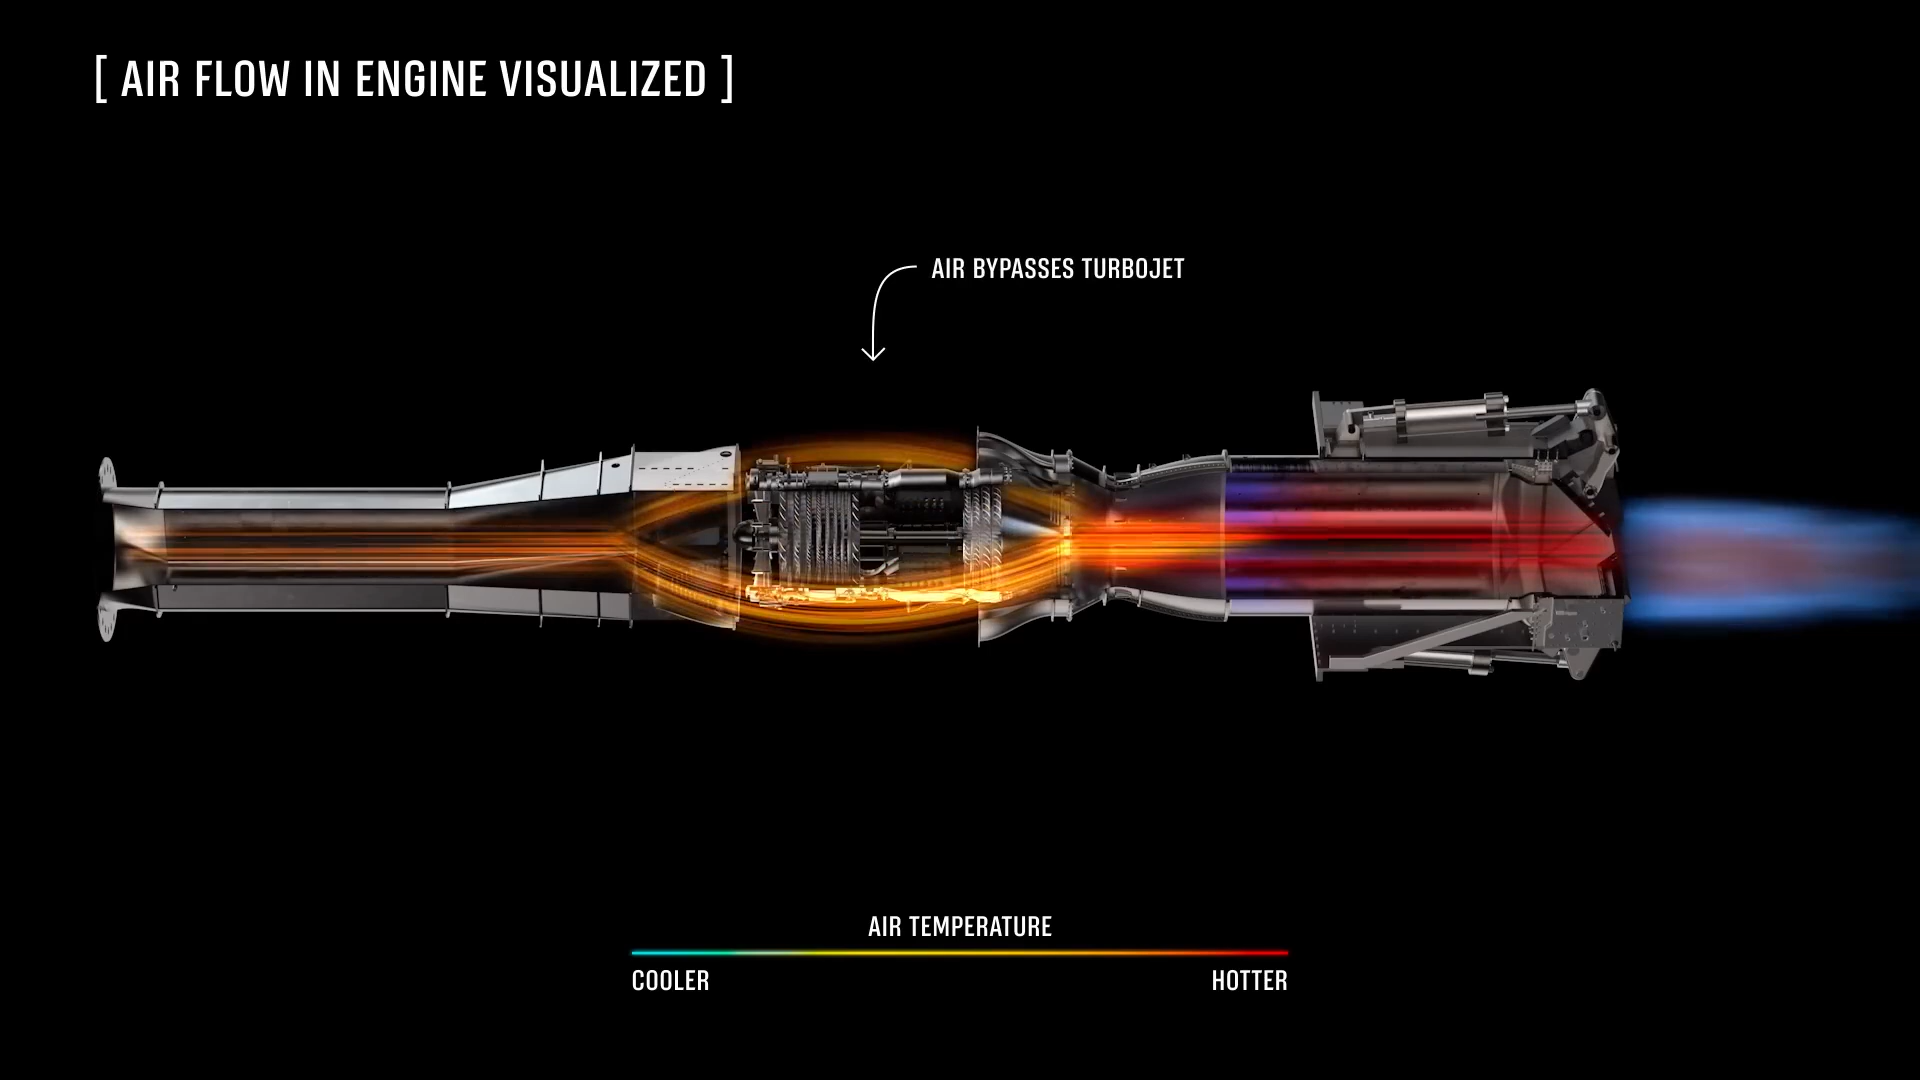 [ AIR FLOW IN ENGINE VISUALIZED ]
AIR BYPASSES TURBOJET
AIR TEMPERATURE
COOLER
HOTTER